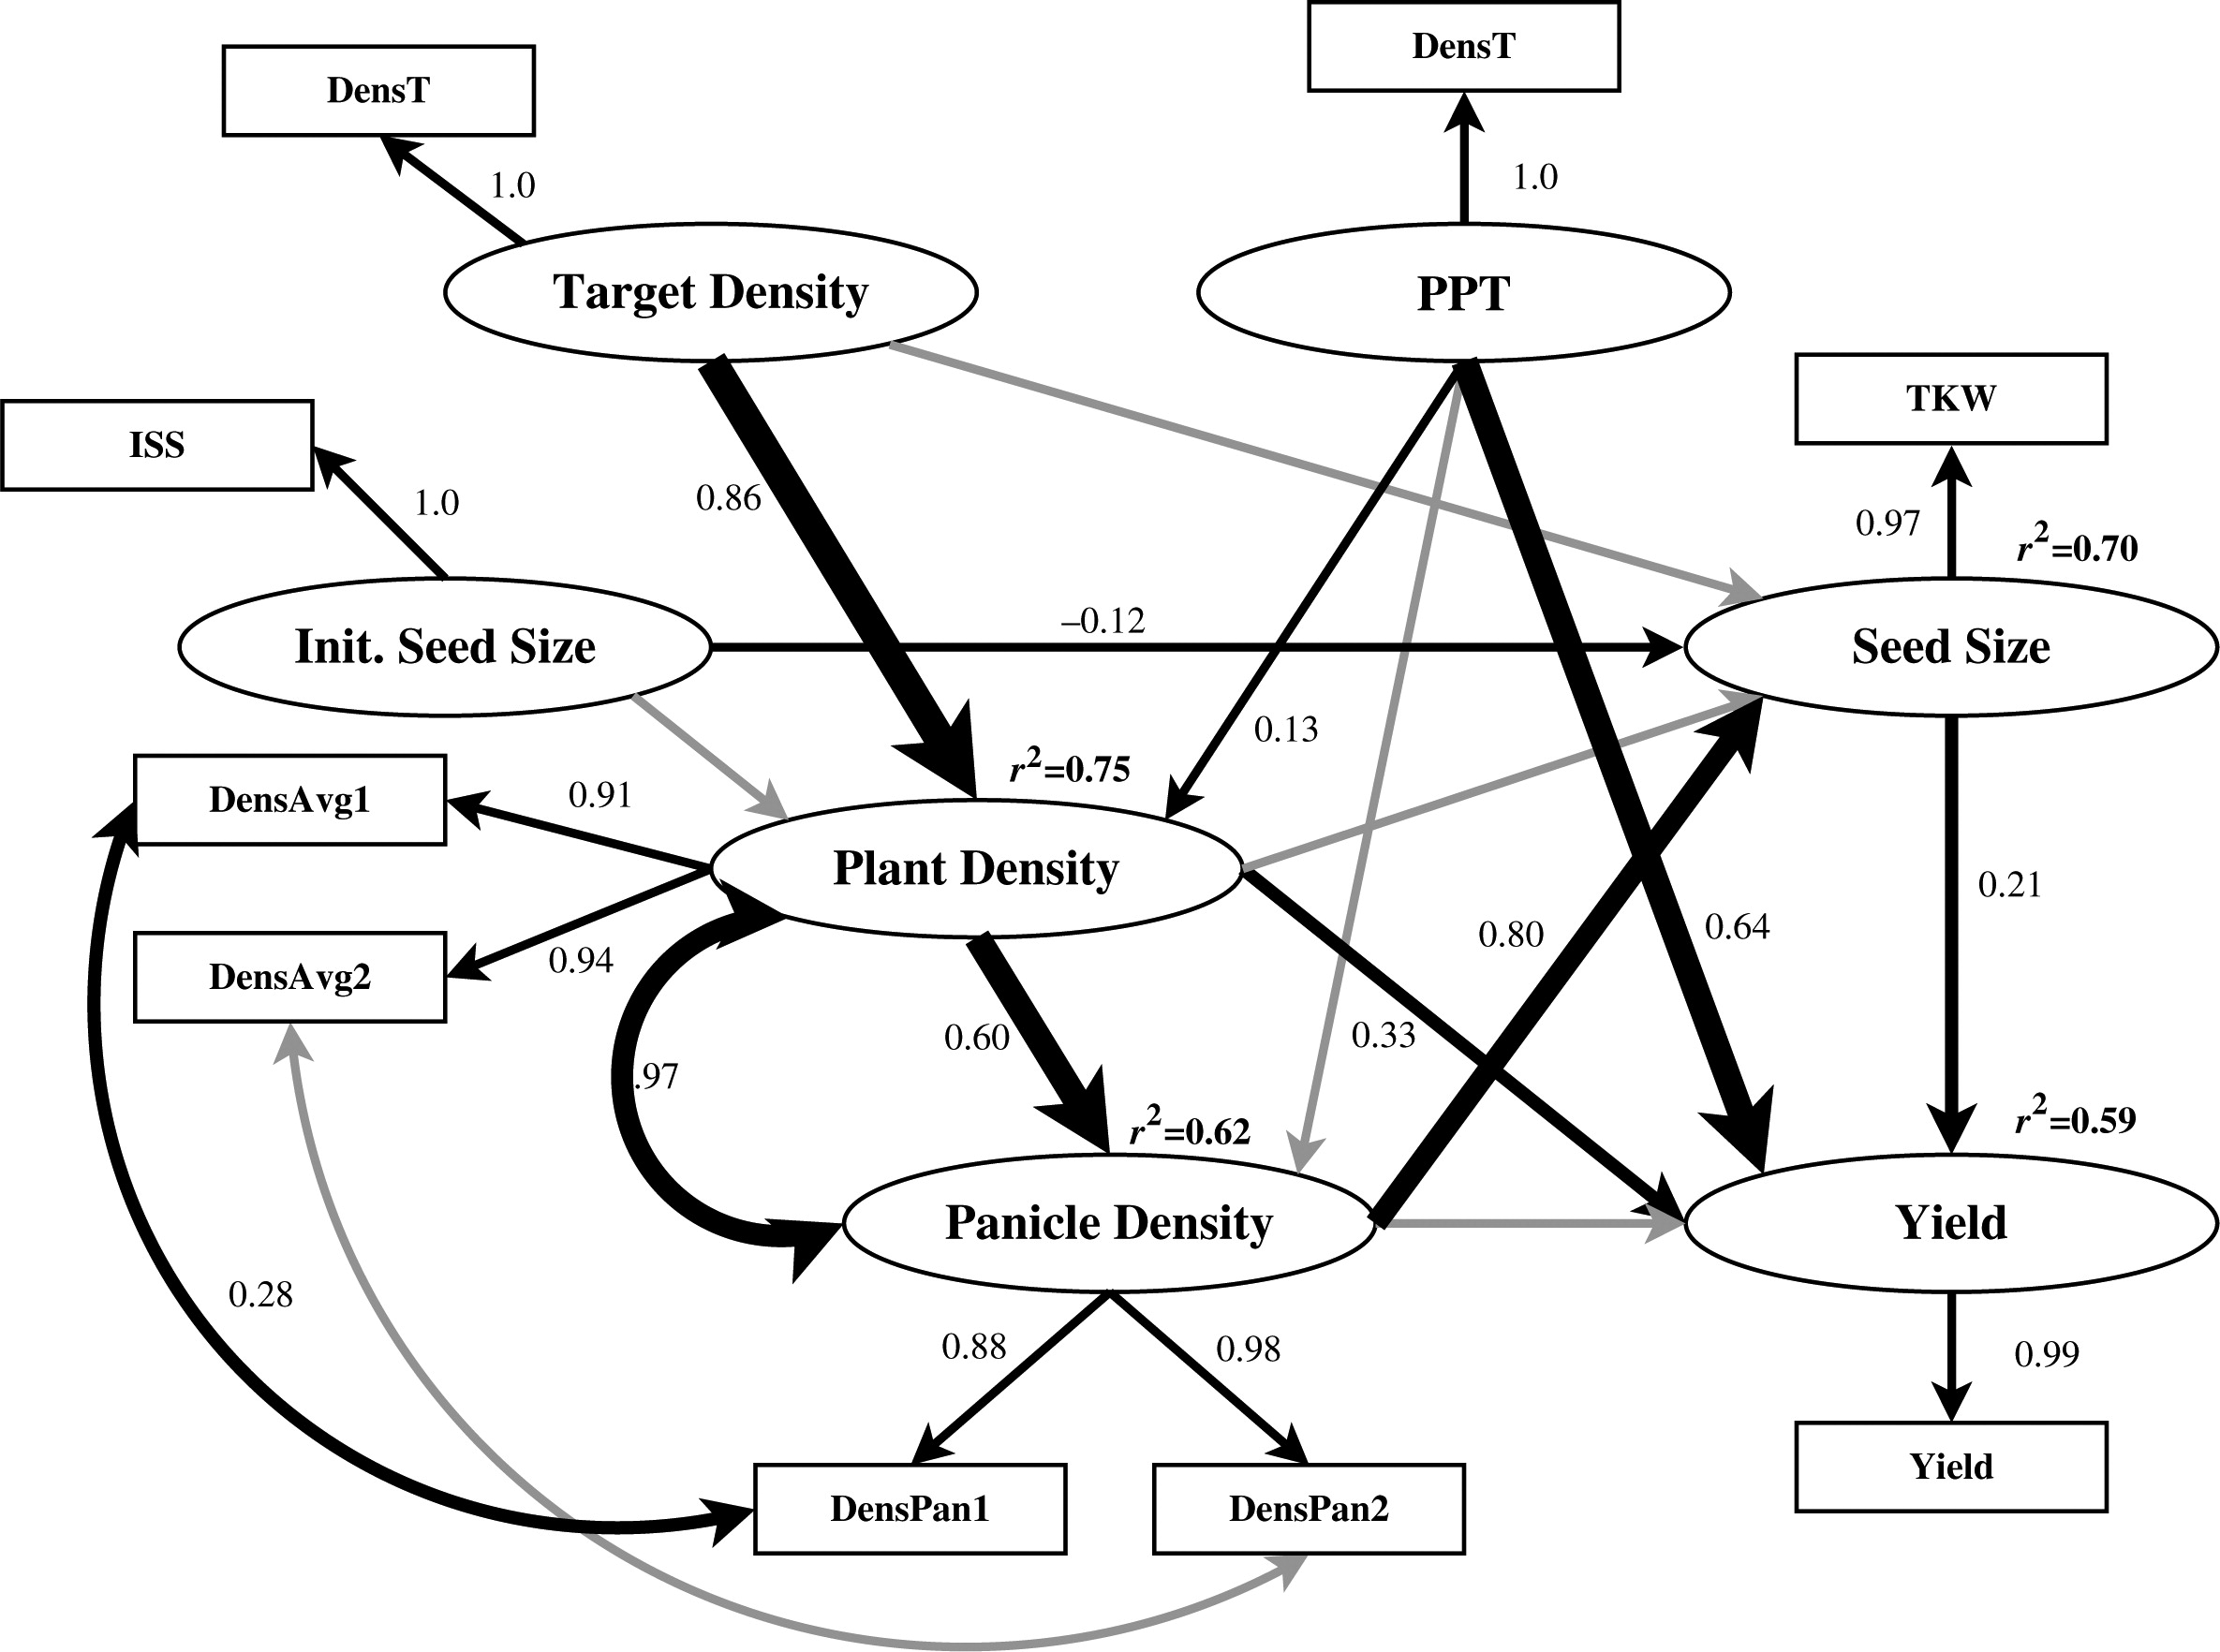 DensT
DensT
1.0
1.0
Target Density
PPT
TKW
ISS
1.0
0.86
0.97
r²=0.70
–0.12
Init. Seed Size
Seed Size
0.13
r²=0.75
DensAvg1
0.91
Plant Density
0.21
0.80
0.64
DensAvg2
0.94
0.60
0.33
.97
r²=0.62
r²=0.59
Panicle Density
Yield
0.28
0.88
0.98
0.99
Yield
DensPan1
DensPan2